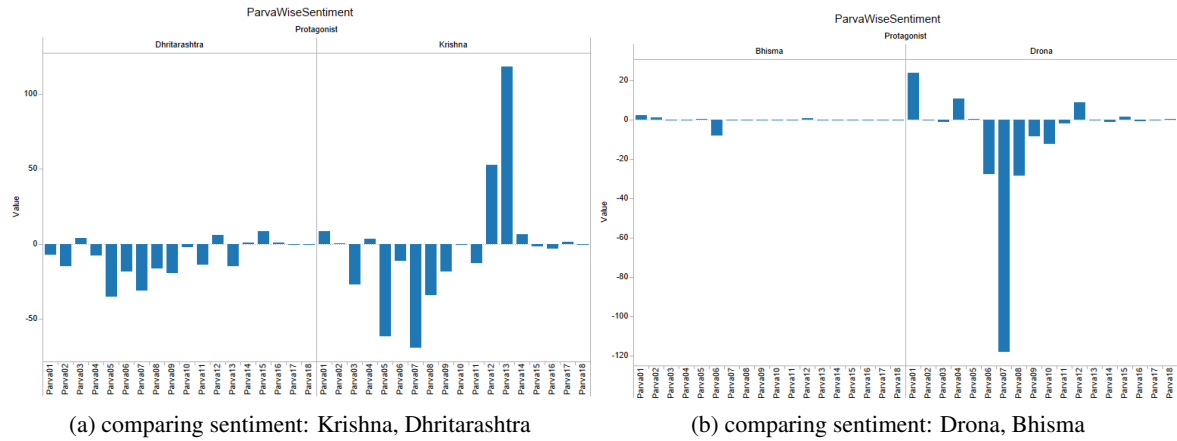 ParvaWiseSentiment
Protagonist
Dhritarashtra Krishna
Value
100
50
0
-50
Parva01 Parva02 Parva03 Parva04 Parva05 Parva06 Parva07 Parva08 Parva09 Parva10 Parva11 Parva12 Parva13 Parva14 Parva15 Parva16 Parva17 Parva18 Parva01 Parva02 Parva03 Parva04 Parva05 Parva06 Parva07 Parva08 Parva09 Parva10 Parva11 Parva12 Parva13 Parva14 Parva15 Parva16 Parva17 Parva18
(a) comparing sentiment: Krishna, Dhritarashtra
ParvaWiseSentiment
Protagonist
Bhisma Drona
Value
20
0
-20
-40
-60
-80
-100
-120
Parva01 Parva02 Parva03 Parva04 Parva05 Parva06 Parva07 Parva08 Parva09 Parva10 Parva11 Parva12 Parva13 Parva14 Parva15 Parva16 Parva17 Parva18 Parva01 Parva02 Parva03 Parva04 Parva05 Parva06 Parva07 Parva08 Parva09 Parva10 Parva11 Parva12 Parva13 Parva14 Parva15 Parva16 Parva17 Parva18
(b) comparing sentiment: Drona, Bhisma